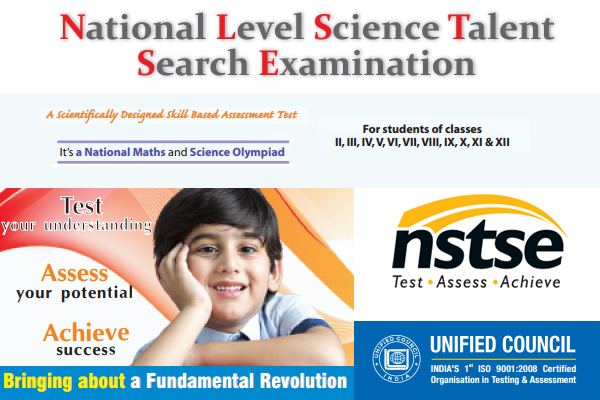 National Level Science Talent
Search Examination
A Scientifically Designed Skill Based Assessment Test
It's a National Maths and Science Olympiad
For students of classes
II, III, IV, V, VI, VII, VIII, IX, X, XI & XII
Test
your understanding
Assess
your potential
Achieve
success
Bringing about a Fundamental Revolution
nstse
Test • Assess • Achieve
UNIFIED COUNCIL
INDIA
UNIFIED COUNCIL
INDIA'S 1st ISO 9001:2008 Certified
Organisation in Testing & Assessment